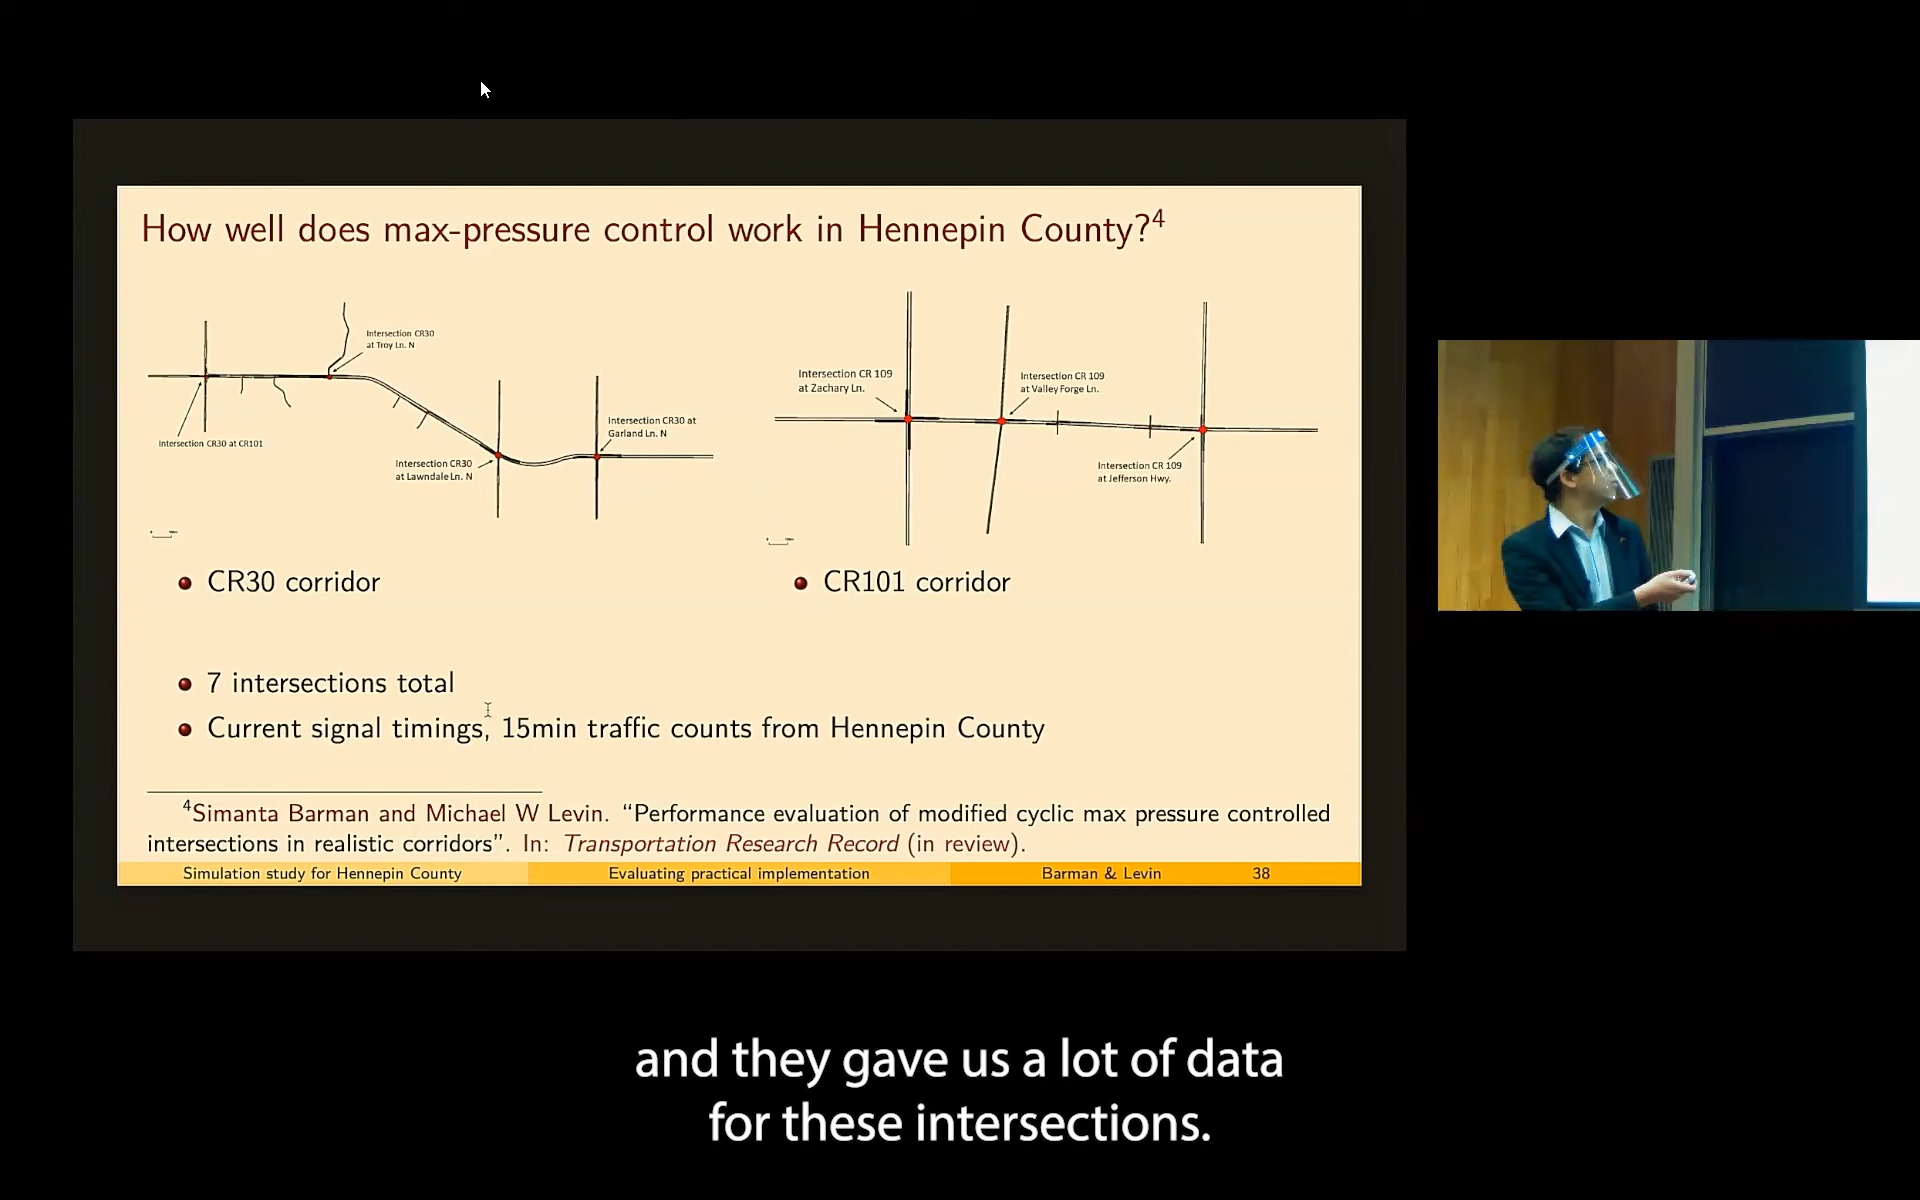 How well does max-pressure control work in Hennepin County?⁴
Intersection CR30
at Troy Ln. N
Intersection CR30 at CR101
Intersection CR30
at Lawndale Ln. N
Intersection CR30 at
Garland Ln. N
Intersection CR 109
at Zachary Ln.
Intersection CR 109
at Valley Forge Ln.
Intersection CR 109
at Jefferson Hwy.
CR30 corridor
CR101 corridor
7 intersections total
Current signal timings, 15min traffic counts from Hennepin County
⁴Simanta Barman and Michael W Levin. “Performance evaluation of modified cyclic max pressure controlled
intersections in realistic corridors”. In: Transportation Research Record (in review).
Simulation study for Hennepin County
Evaluating practical implementation
Barman & Levin
38
and they gave us a lot of data
for these intersections.